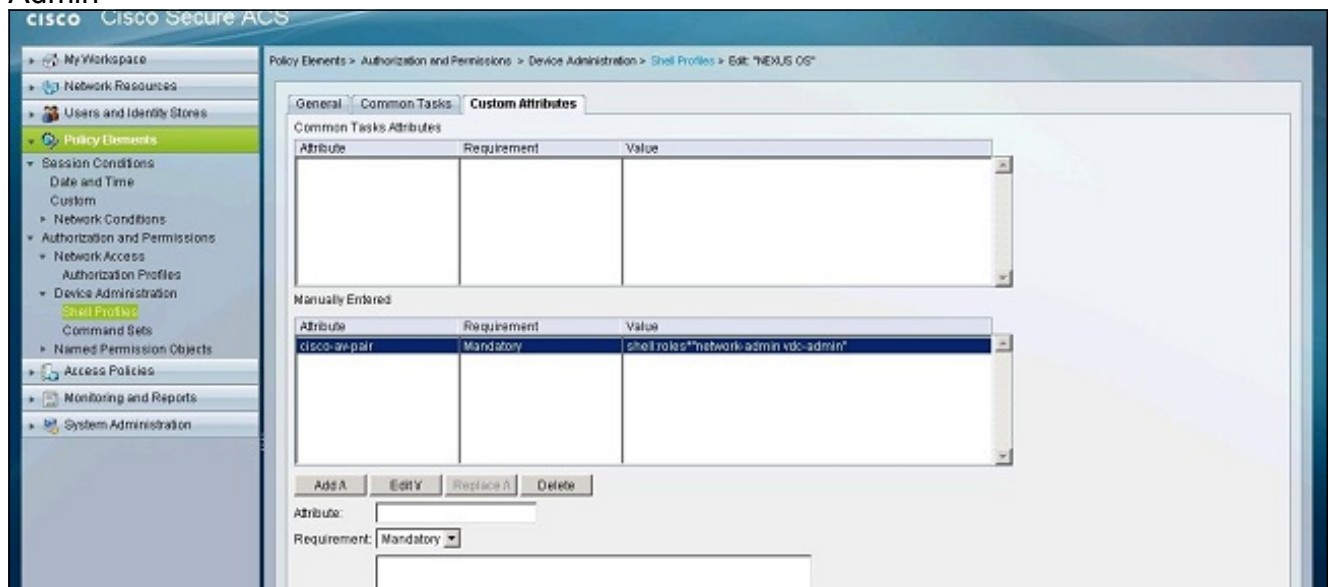 Admin
cisco Cisco Secure ACS
My Workspace
Network Resources
Users and Identity Stores
Policy Elements
Session Conditions
Date and Time
Custom
Network Conditions
Authorization and Permissions
Network Access
Authorization Profiles
Device Administration
Shell Profiles
Command Sets
Named Permission Objects
Access Policies
Monitoring and Reports
System Administration
Policy Elements > Authorization and Permissions > Device Administration > Shell Profiles > Edit: "NEXUS OS"
General Common Tasks Custom Attributes
Common Tasks Attributes
Attribute Requirement Value
Manually Entered
Attribute Requirement Value
cisco-av-pair Mandatory shell:roles*"network-admin vdc-admin"
Add Λ Edit V Replace Λ Delete
Attribute:
Requirement: Mandatory